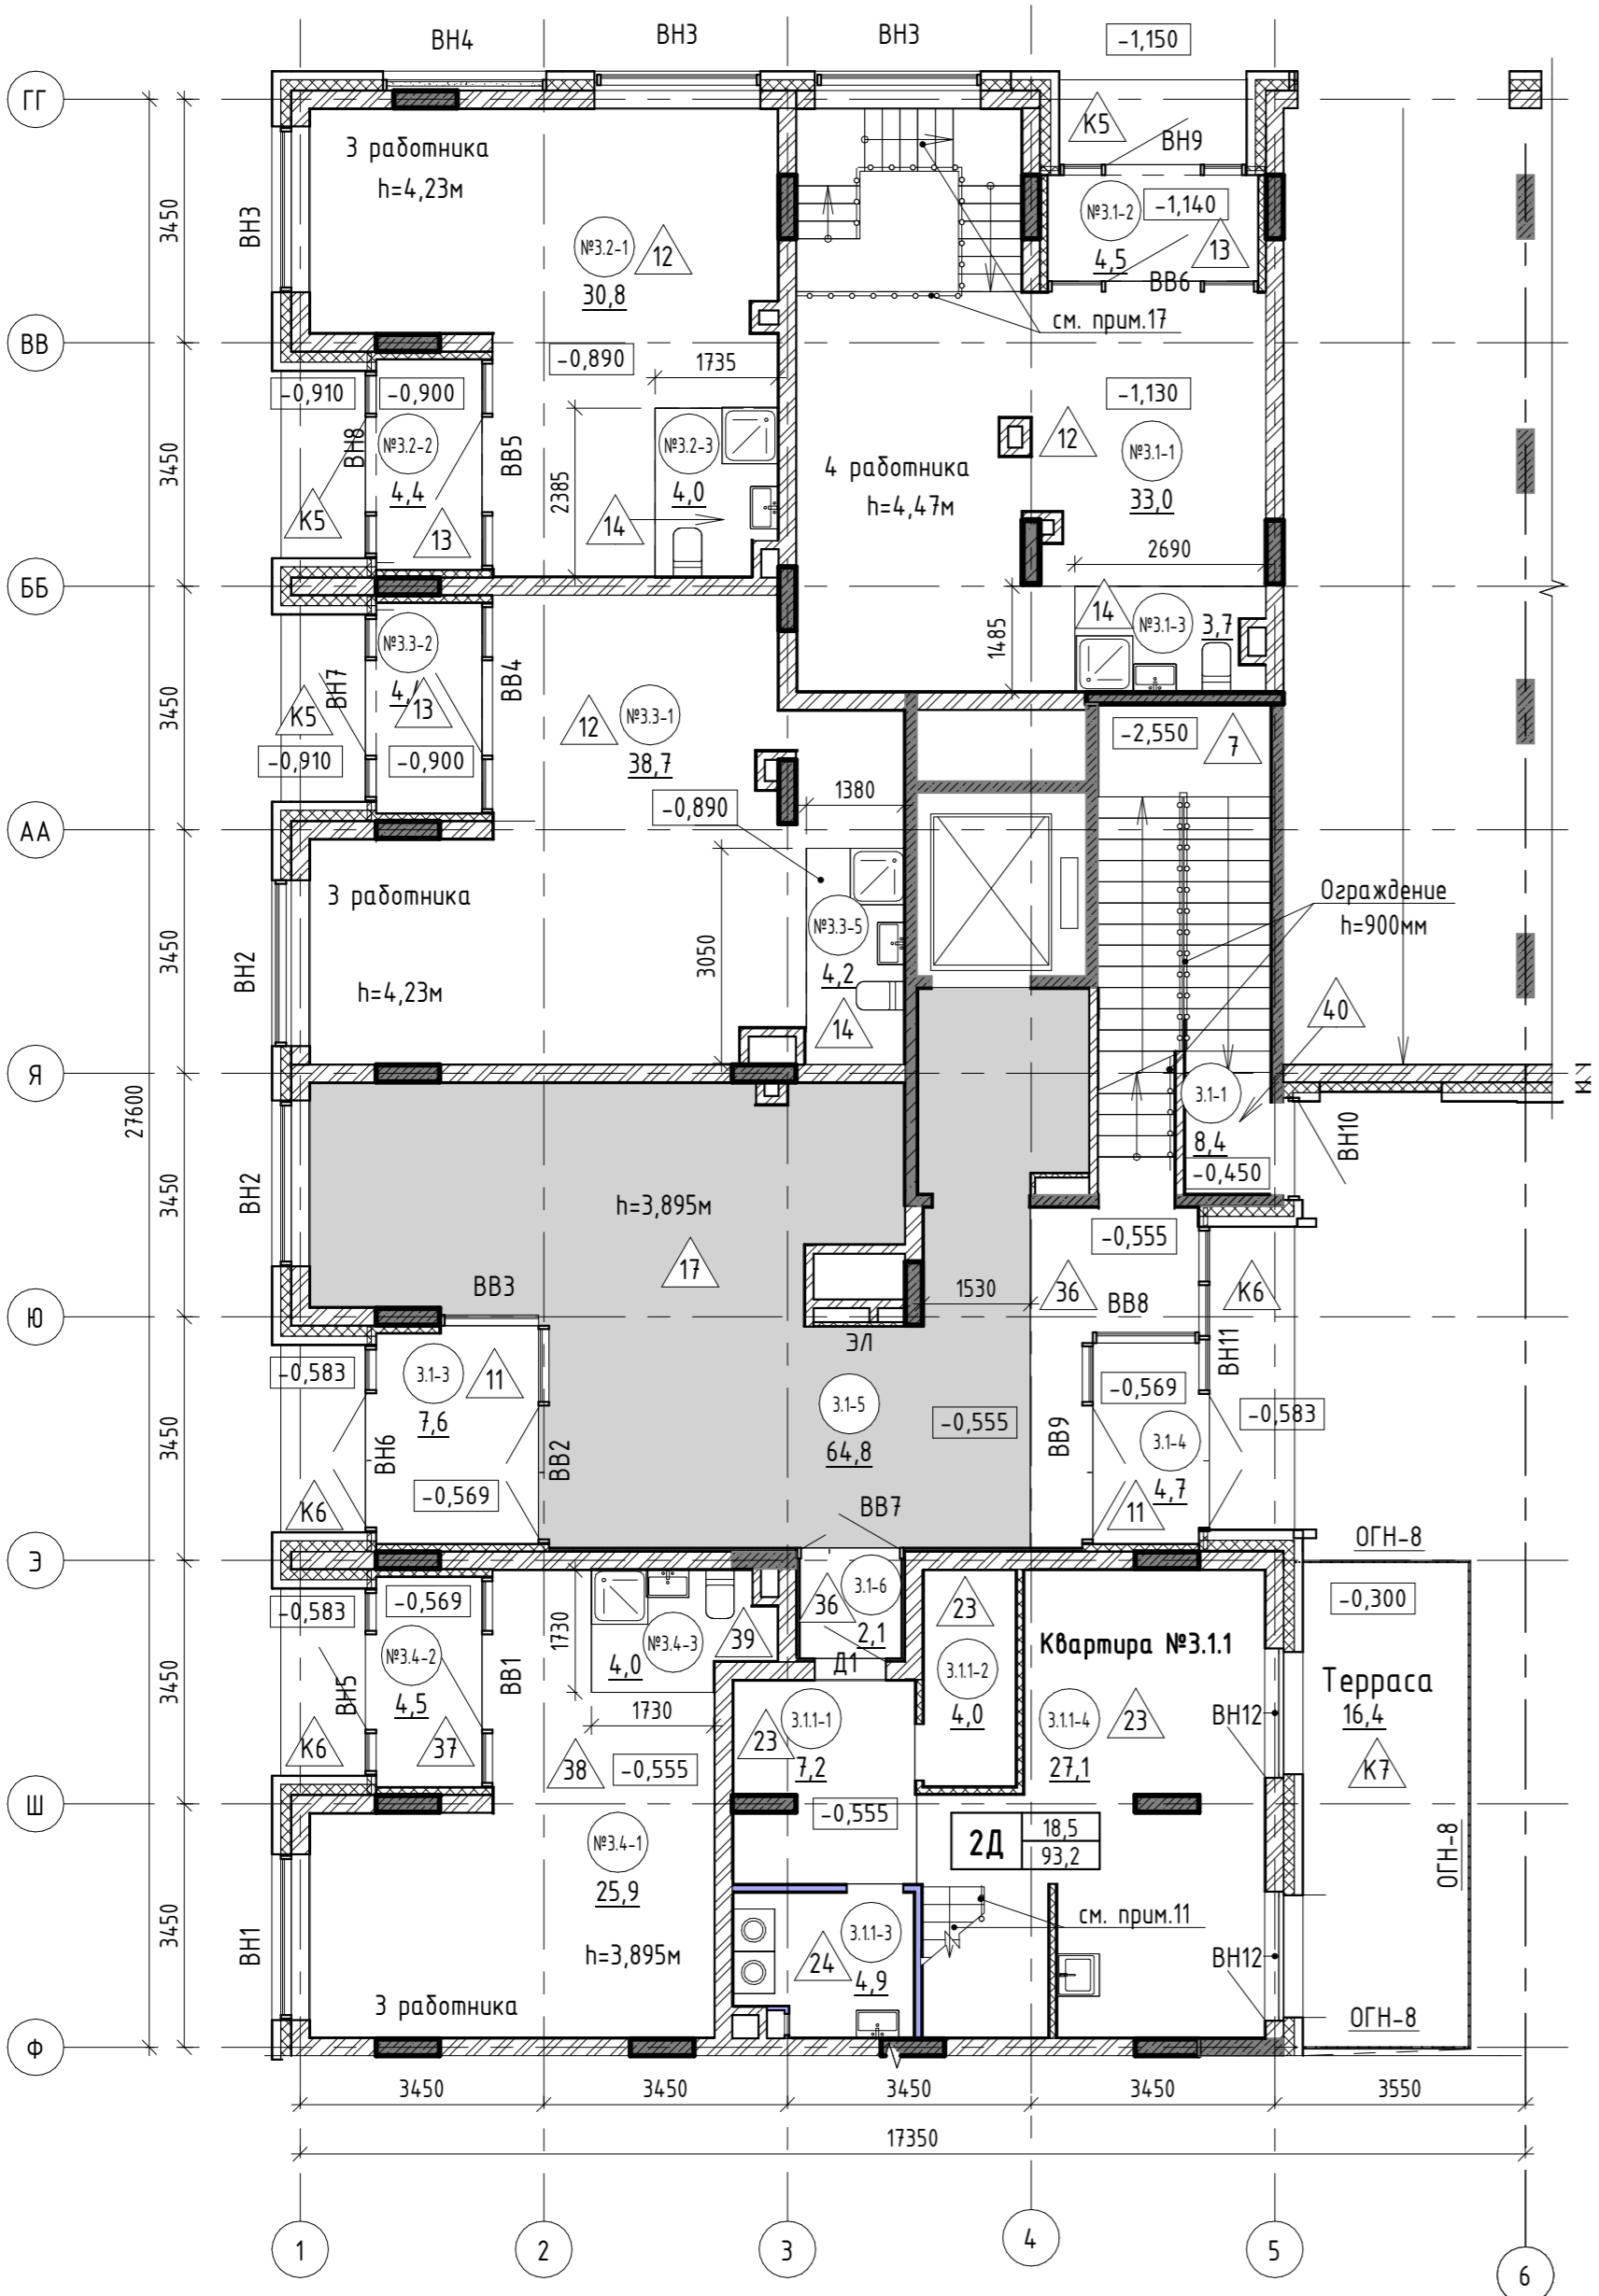 ВН4
ВН3
ВН3
-1,150
ГГ
К5
ВН9
3 работника
h=4,23м
3450
ВН3
№3.1-2
-1,140
№3.2-1
12
4,5
13
30,8
ВВ6
см. прим.17
ВВ
-0,890
1735
-0,910
-0,900
-1,130
ВН8
№3.2-2
ВВ5
№3.2-3
12
№3.1-1
3450
4 работника
4,4
2385
4,0
33,0
h=4,47м
К5
13
14
2690
ББ
14
№3.1-3
3,7
1485
№3.3-2
3450
ВН7
ВВ4
4,
13
К5
12
№3.3-1
-2,550
7
-0,910
-0,900
38,7
1380
-0,890
АА
3 работника
Ограждение
h=900мм
3450
ВН2
3050
№3.3-5
4,2
h=4,23м
14
40
Я
3.1-1
27600
8,4
ВН10
-0,450
3450
ВН2
h=3,895м
-0,555
17
ВВ3
1530
36
К6
ВВ8
Ю
ЭЛ
ВН11
-0,583
3.1-3
11
-0,569
3.1-5
-0,583
7,6
-0,555
3450
ВН6
ВВ2
64,8
ВВ9
3.1-4
-0,569
4,7
К6
11
ВВ7
Э
ОГН-8
-0,583
-0,569
3.1-6
36
23
-0,300
1730
№3.4-3
39
2,1
Квартира №3.1.1
№3.4-2
4,0
Д1
3.1.1-2
Терраса
3450
ВН5
4,5
ВВ1
1730
3.1.1-1
4,0
3.1.1-4
23
ВН12
16,4
К6
37
38
-0,555
23
7,2
27,1
К7
Ш
-0,555
2Д
18,5
93,2
№3.4-1
ОГН-8
25,9
см. прим.11
3450
ВН1
h=3,895м
24
3.1.1-3
4,9
ВН12
3 работника
ОГН-8
Ф
3450
3450
3450
3450
3550
17350
1
2
3
4
5
6